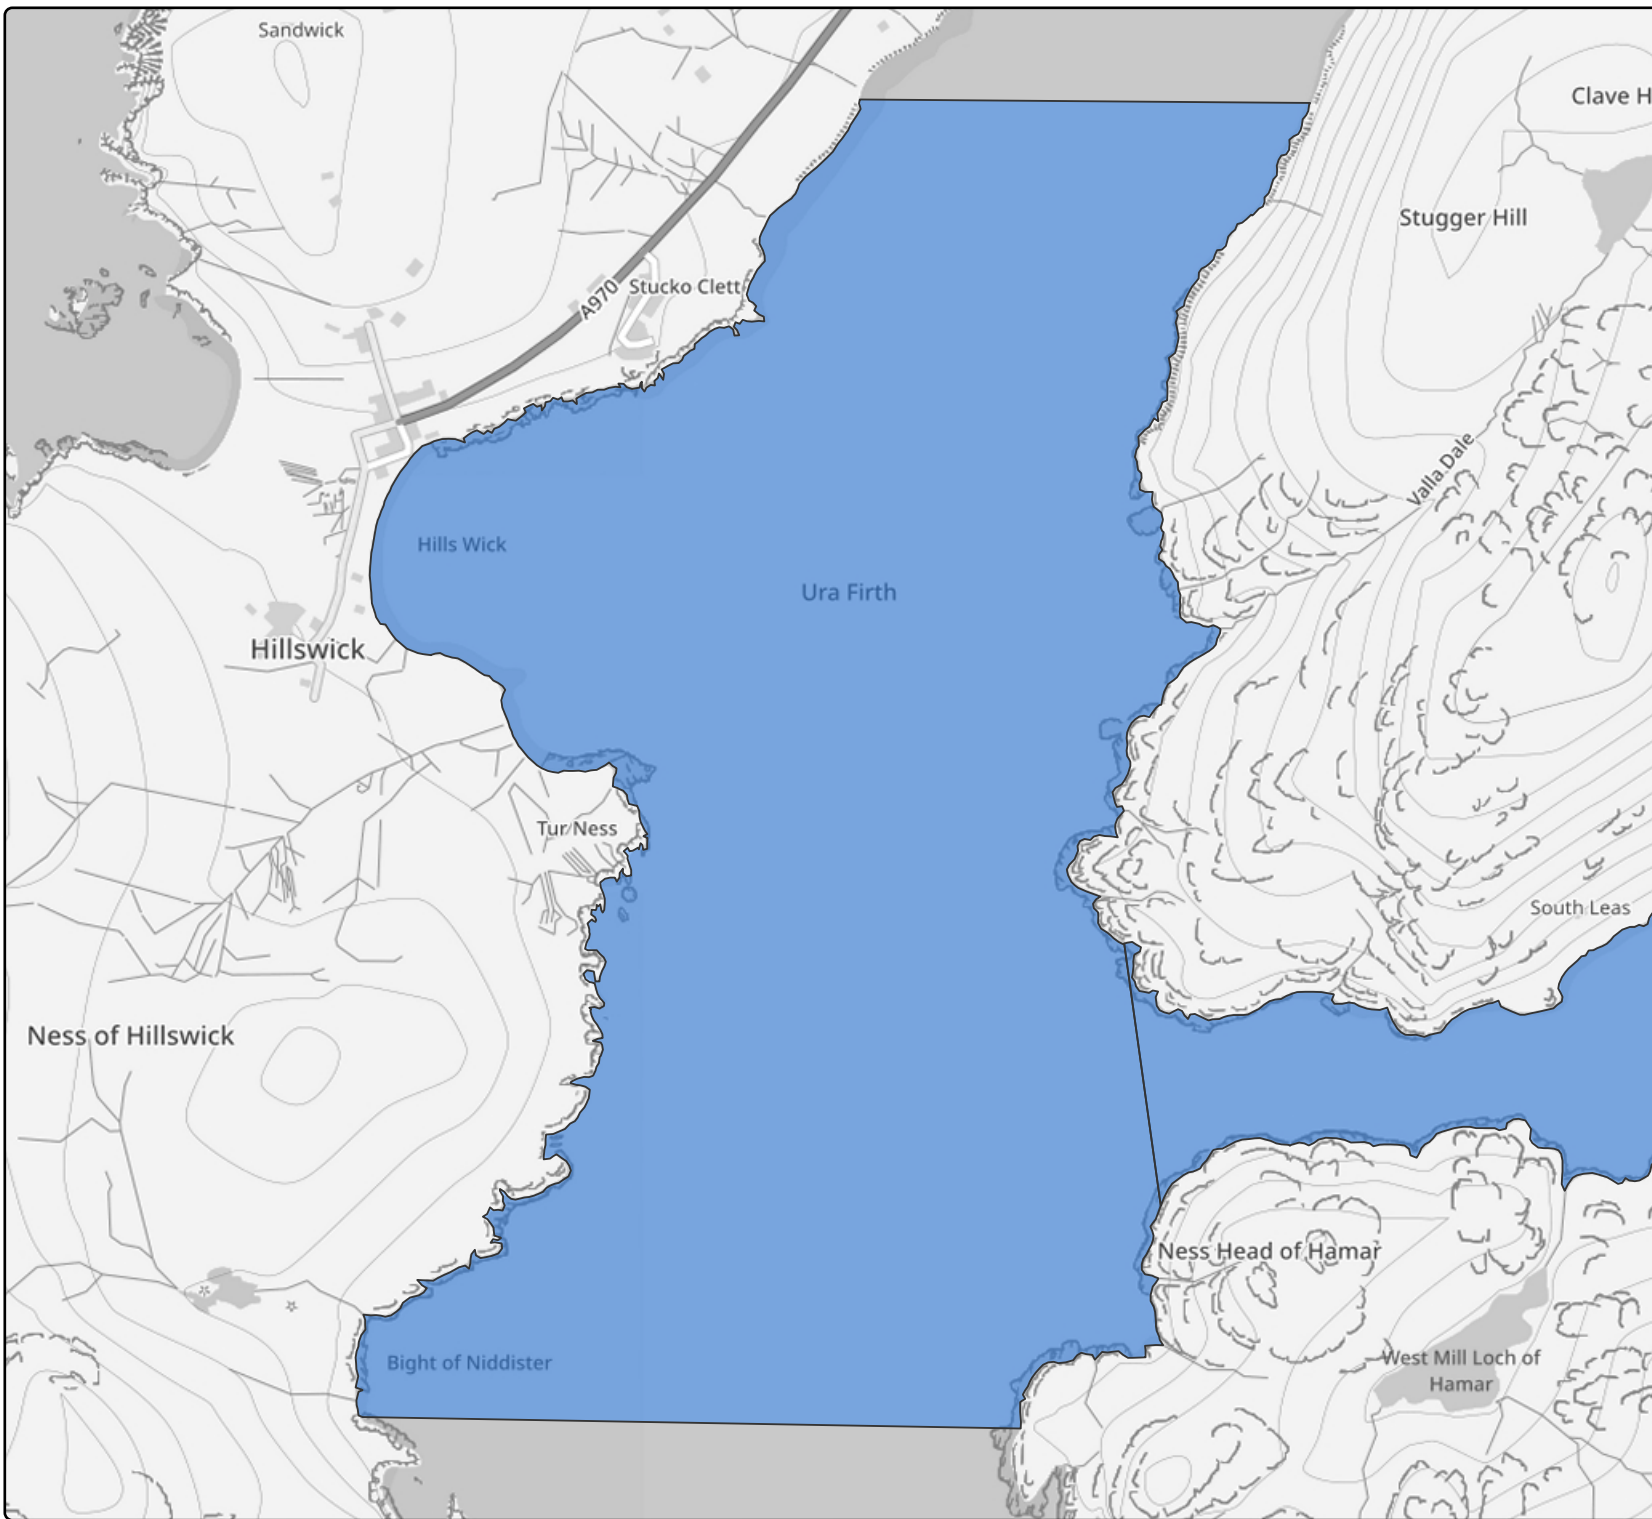 Sandwick
Clave H
Stugger Hill
Stucko Clett
A970
Valla Dale
Hills Wick
Ura Firth
Hillswick
Tur Ness
South Leas
Ness of Hillswick
Ness Head of Hamar
Bight of Niddister
West Mill Loch of
Hamar